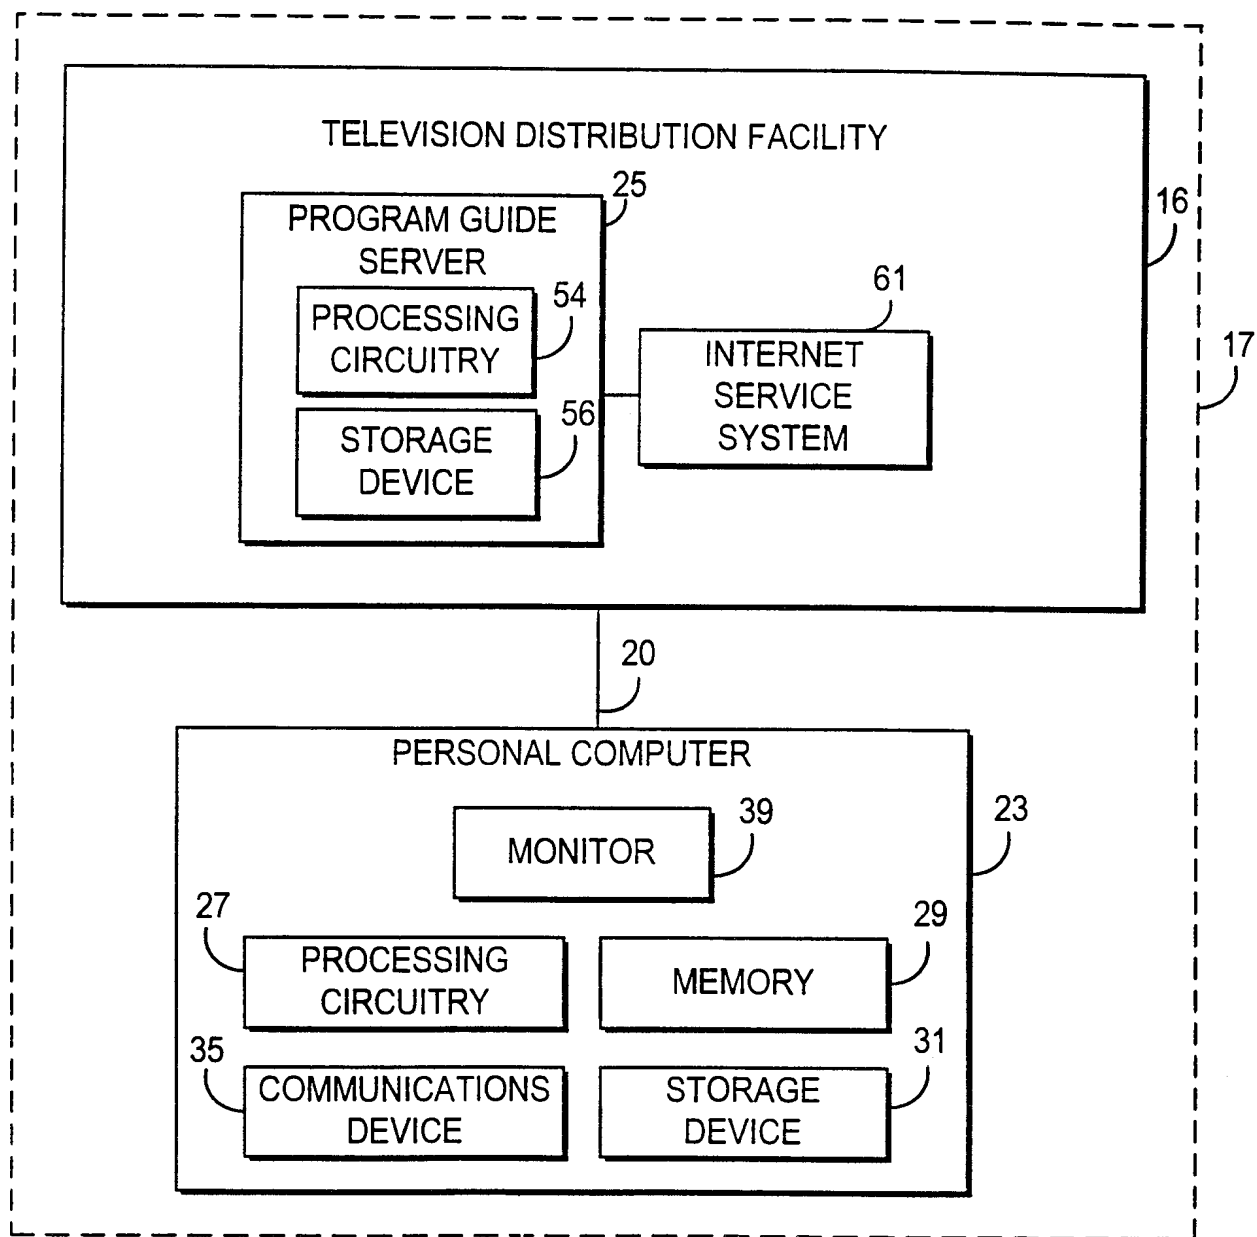 TELEVISION DISTRIBUTION FACILITY
25
PROGRAM GUIDE
SERVER
16
54
PROCESSING
CIRCUITRY
61
INTERNET
SERVICE
SYSTEM
17
56
STORAGE
DEVICE
20
PERSONAL COMPUTER
39
MONITOR
23
27
PROCESSING
CIRCUITRY
29
MEMORY
35
COMMUNICATIONS
DEVICE
31
STORAGE
DEVICE